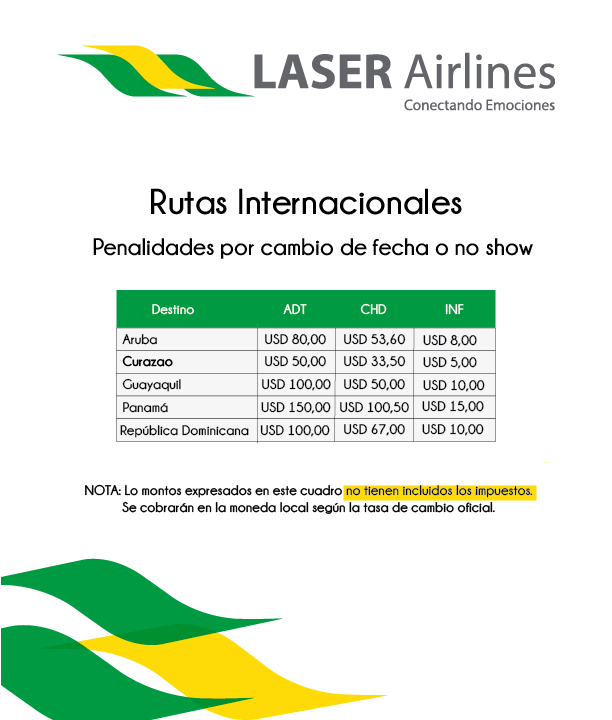 LASER Airlines
Conectando Emociones
Rutas Internacionales
Penalidades por cambio de fecha o no show
Destino ADT CHD INF
Aruba USD 80,00 USD 53,60 USD 8,00
Curazao USD 50,00 USD 33,50 USD 5,00
Guayaquil USD 100,00 USD 50,00 USD 10,00
Panamá USD 150,00 USD 100,50 USD 15,00
República Dominicana USD 100,00 USD 67,00 USD 10,00
NOTA: Lo montos expresados en este cuadro no tienen incluidos los impuestos.
Se cobrarán en la moneda local según la tasa de cambio oficial.